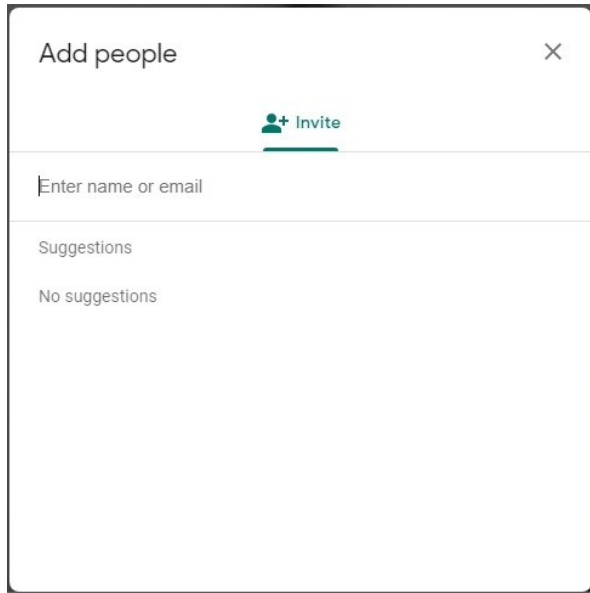 Add people
Invite
Enter name or email
Suggestions
No suggestions